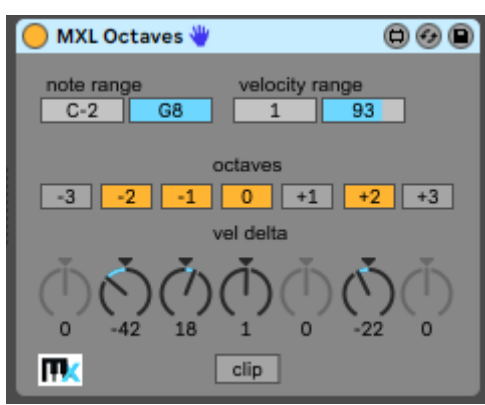 MXL Octaves
note range velocity range
C-2 G8 1 93
octaves
-3 -2 -1 0 +1 +2 +3
vel delta
0 -42 18 1 0 -22 0
mx clip